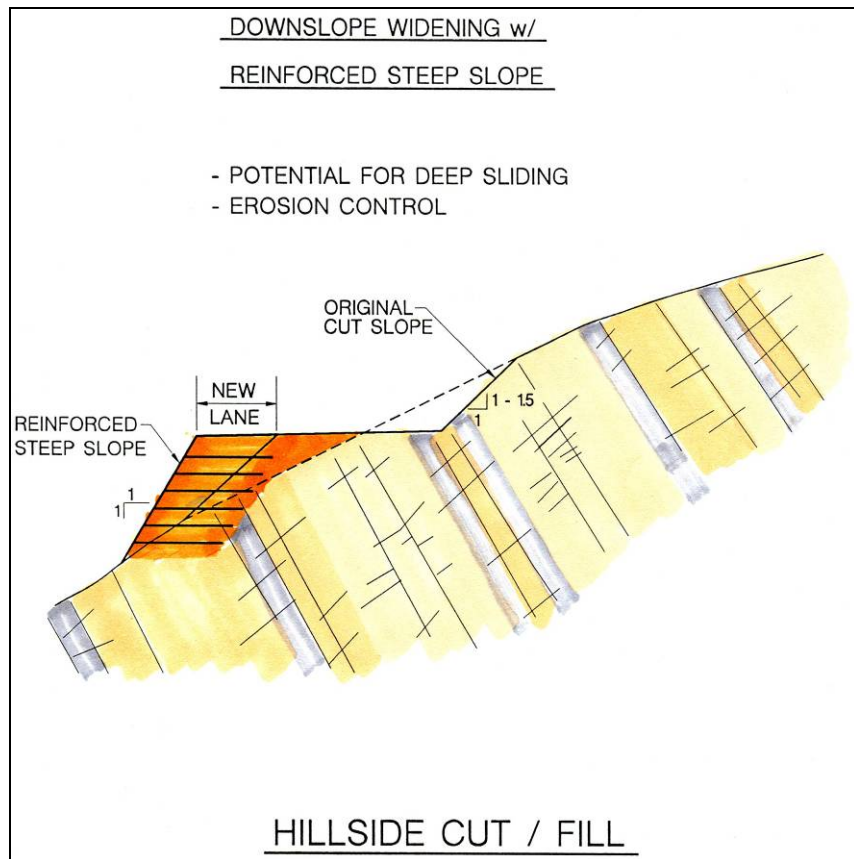 DOWNSLOPE WIDENING w/
REINFORCED STEEP SLOPE
- POTENTIAL FOR DEEP SLIDING
- EROSION CONTROL
ORIGINAL
CUT SLOPE
1 - 1.5
1
NEW
LANE
REINFORCED
STEEP SLOPE
1
1
HILLSIDE CUT / FILL